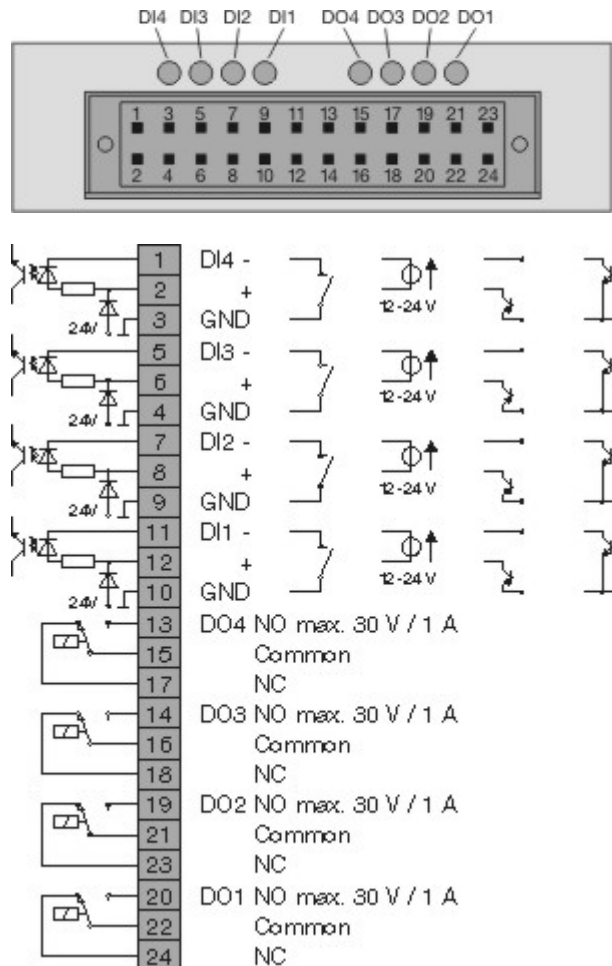 DI4 DI3 DI2 DI1 DO4 DO3 DO2 DO1
1 3 5 7 9 11 13 15 17 19 21 23
2 4 6 8 10 12 14 16 18 20 22 24
1 DI4 -
2 + 12-24 V
24V 3 GND
5 DI3 -
6 + 12-24 V
24V 4 GND
7 DI2 -
8 + 12-24 V
24V 9 GND
11 DI1 -
12 + 12-24 V
24V 10 GND
13 DO4 NO max. 30 V / 1 A
15 Common
17 NC
14 DO3 NO max. 30 V / 1 A
16 Common
18 NC
19 DO2 NO max. 30 V / 1 A
21 Common
23 NC
20 DO1 NO max. 30 V / 1 A
22 Common
24 NC